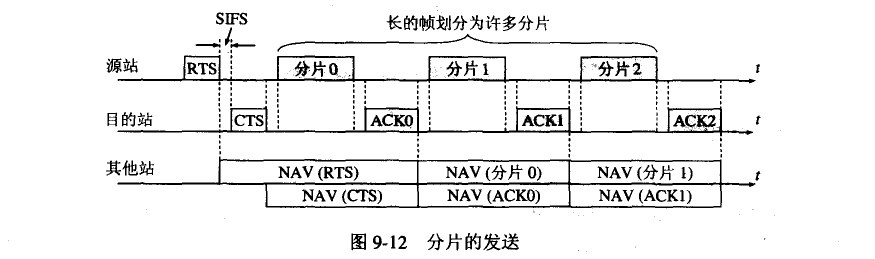 SIFS
长的帧划分为许多分片
源站 RTS 分片 0 分片 1 分片 2 t
目的站 CTS ACK0 ACK1 ACK2 t
其他站 NAV (RTS) NAV (分片 0) NAV (分片 1) t
NAV (CTS) NAV (ACK0) NAV (ACK1)
图 9-12 分片的发送